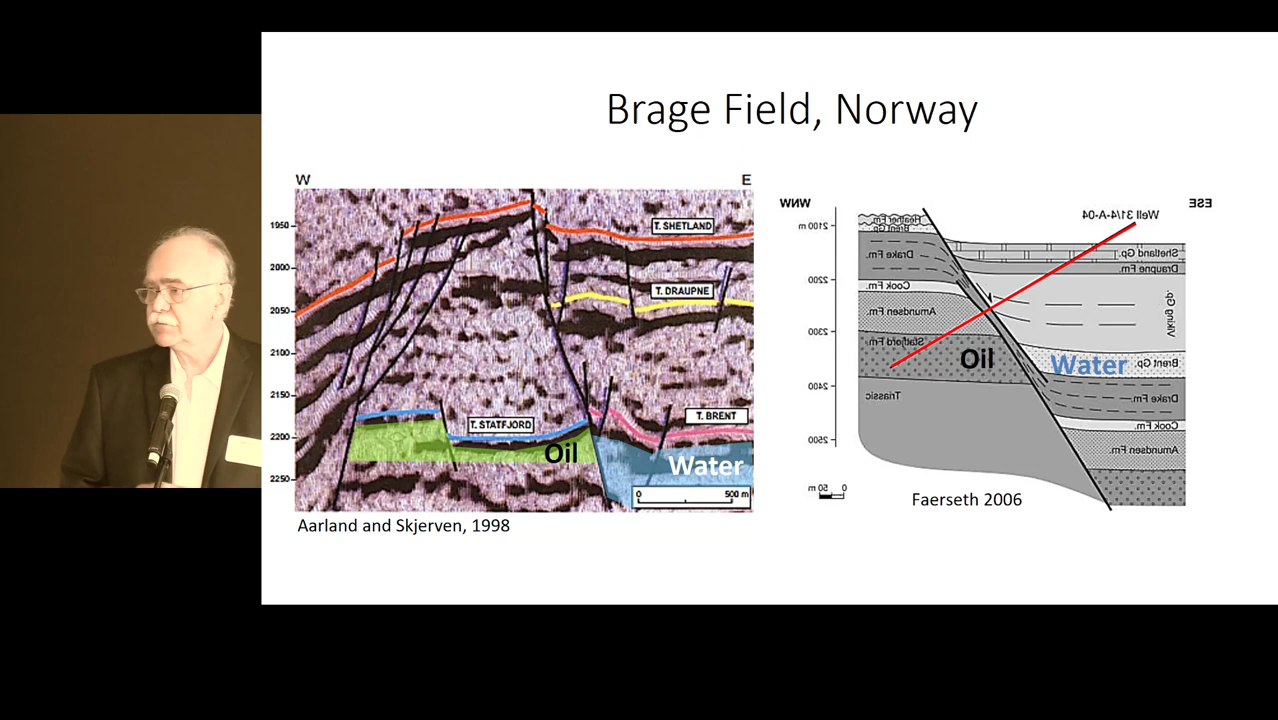 Brage Field, Norway
W
E
1950
2000
2050
2100
2150
2200
2250
T. SHETLAND
T. DRAUPNE
T. STATFJORD
T. BRENT
Oil
Water
0 500 m
Aarland and Skjerven, 1998
WNW
ESE
Well 31/4-A-04
2100 m
2200
2300
2400
2500
Heather Fm.
Brent Gp.
Drake Fm.
Cook Fm.
Amundsen Fm.
Statfjord Fm.
Triassic
Shetland Gp.
Draupne Fm.
Viking Gp.
Brent Gp.
Drake Fm.
Cook Fm.
Amundsen Fm.
Oil
Water
0 50 m
Faerseth 2006